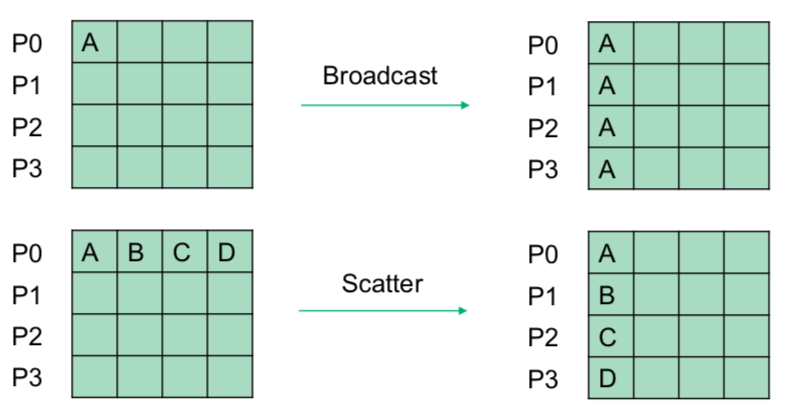 P0 A P0 A
Broadcast
P1 P1 A
P2 P2 A
P3 P3 A
P0 A B C D P0 A
Scatter
P1 P1 B
P2 P2 C
P3 P3 D